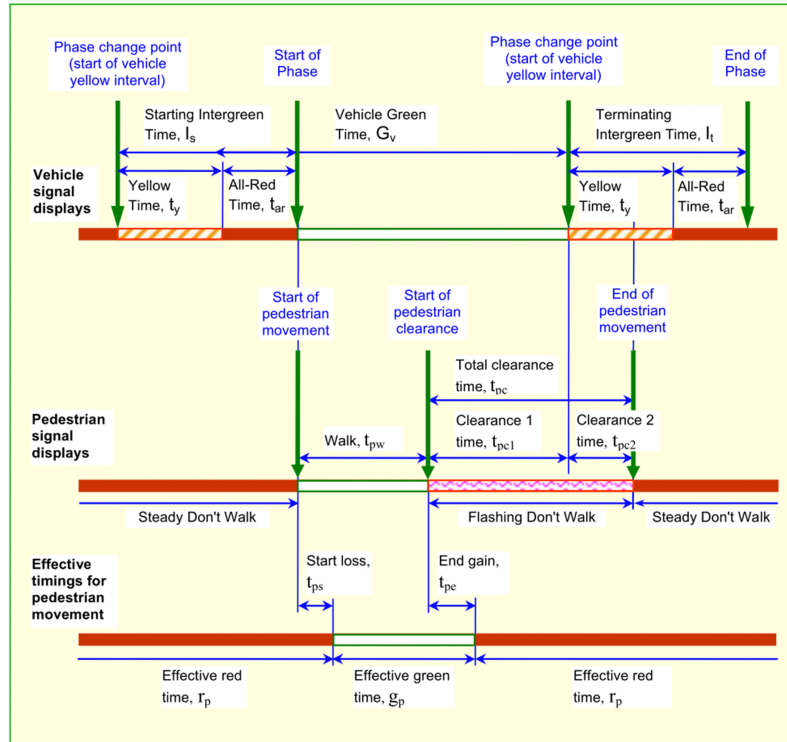 Phase change point
(start of vehicle
yellow interval)
Start of
Phase
Phase change point
(start of vehicle
yellow interval)
End of
Phase
Starting Intergreen
Time, Is
Vehicle Green
Time, Gv
Terminating
Intergreen Time, It
Vehicle
signal
displays
Yellow
Time, ty
All-Red
Time, tar
Yellow
Time, ty
All-Red
Time, tar
Start of
pedestrian
movement
Start of
pedestrian
clearance
End of
pedestrian
movement
Total clearance
time, tpc
Pedestrian
signal
displays
Walk, tpw
Clearance 1
time, tpc1
Clearance 2
time, tpc2
Steady Don't Walk
Flashing Don't Walk
Steady Don't Walk
Effective
timings for
pedestrian
movement
Start loss,
tps
End gain,
tpe
Effective red
time, rp
Effective green
time, gp
Effective red
time, rp